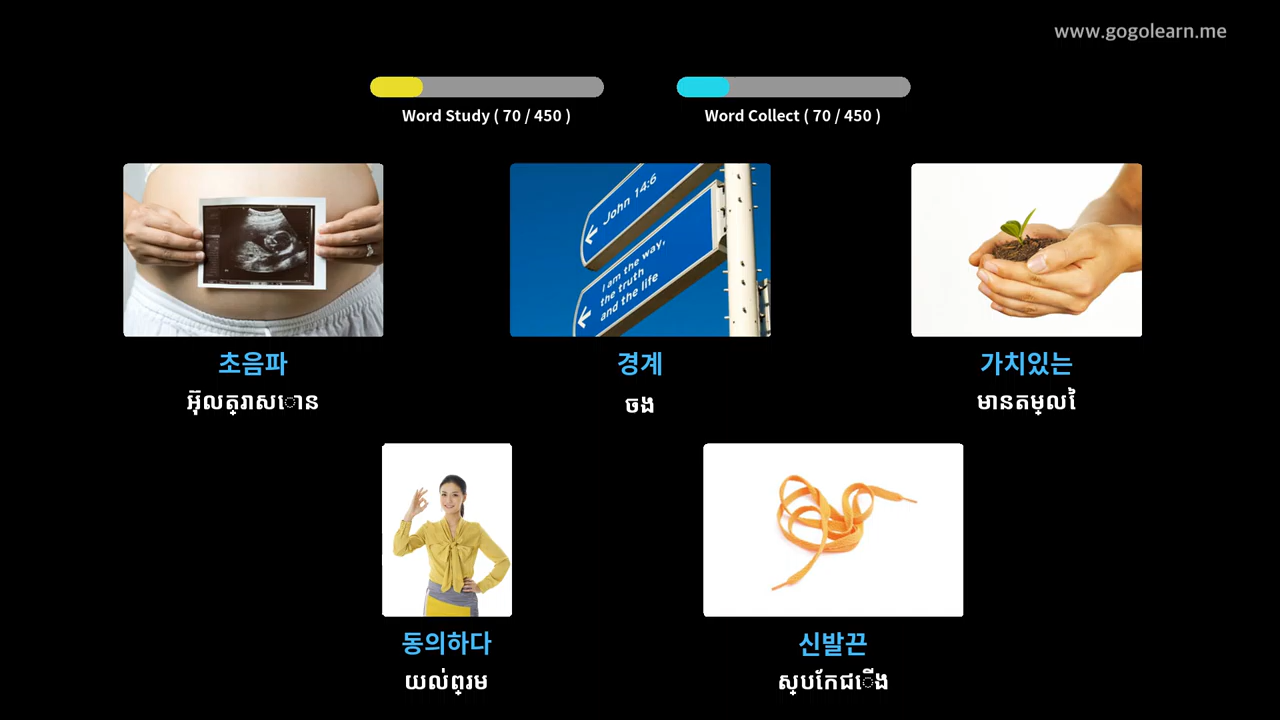 www.gogolearn.me
Word Study ( 70 / 450 )
Word Collect ( 70 / 450 )
John 14:6
I am the way,
the truth
and the life
초음파
អ៊ុលត្រាសោន
경계
ចង
가치있는
មានតម្លៃ
동의하다
យល់ព្រម
신발끈
ស្បែកជើង